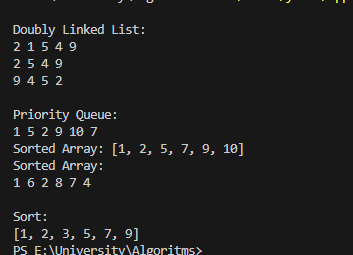 Doubly Linked List:
2 1 5 4 9
2 5 4 9
9 4 5 2
Priority Queue:
1 5 2 9 10 7
Sorted Array: [1, 2, 5, 7, 9, 10]
Sorted Array:
1 6 2 8 7 4
Sort:
[1, 2, 3, 5, 7, 9]
PS E:\University\Algoritms>